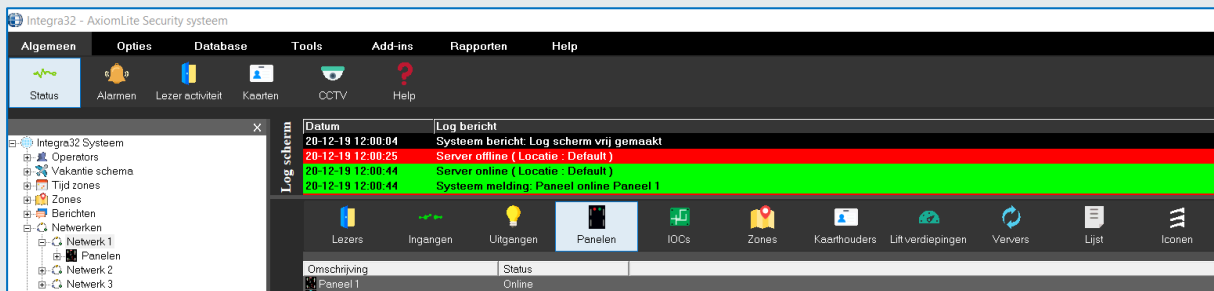 Integra32 - AxiomLite Security systeem
Algemeen Opties Database Tools Add-ins Rapporten Help
Status Alarmen Lezer activiteit Kaarten CCTV Help
Integra32 Systeem
Operators
Vakantie schema
Tijd zones
Zones
Berichten
Netwerken
Netwerk 1
Panelen
Netwerk 2
Netwerk 3
Log scherm
Datum Log bericht
20-12-19 12:00:04 Systeem bericht: Log scherm vrij gemaakt
20-12-19 12:00:25 Server offline ( Locatie : Default )
20-12-19 12:00:44 Server online ( Locatie : Default )
20-12-19 12:00:44 Systeem melding: Paneel online Paneel 1
Lezers Ingangen Uitgangen Panelen IOCs Zones Kaarthouders Liftverdiepingen Ververs Lijst Iconen
Omschrijving Status
Paneel 1 Online